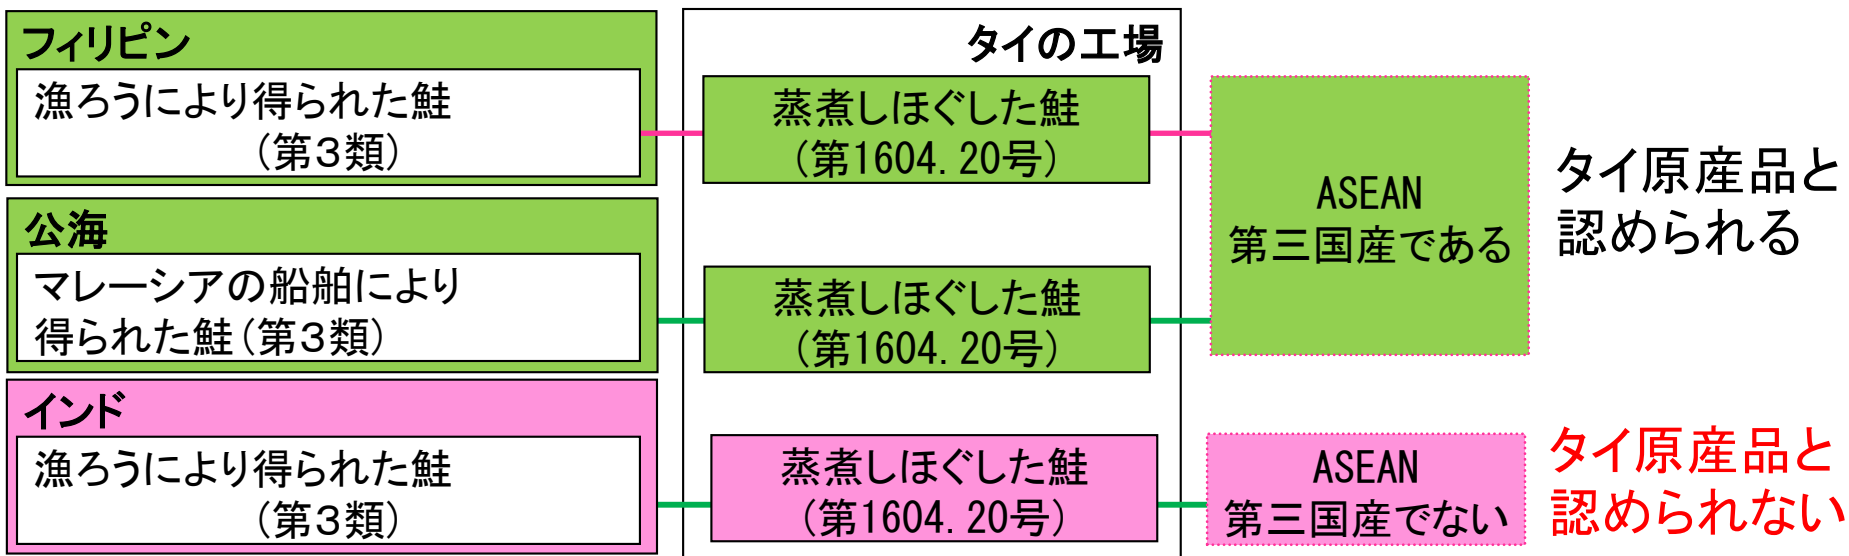 フィリピン
漁ろうにより得られた鮭
（第３類）
公海
マレーシアの船舶により
得られた鮭（第３類）
インド
漁ろうにより得られた鮭
（第３類）
タイの工場
蒸煮しほぐした鮭
（第1604.20号）
蒸煮しほぐした鮭
（第1604.20号）
蒸煮しほぐした鮭
（第1604.20号）
ASEAN
第三国産である
ASEAN
第三国産でない
タイ原産品と
認められる
タイ原産品と
認められない